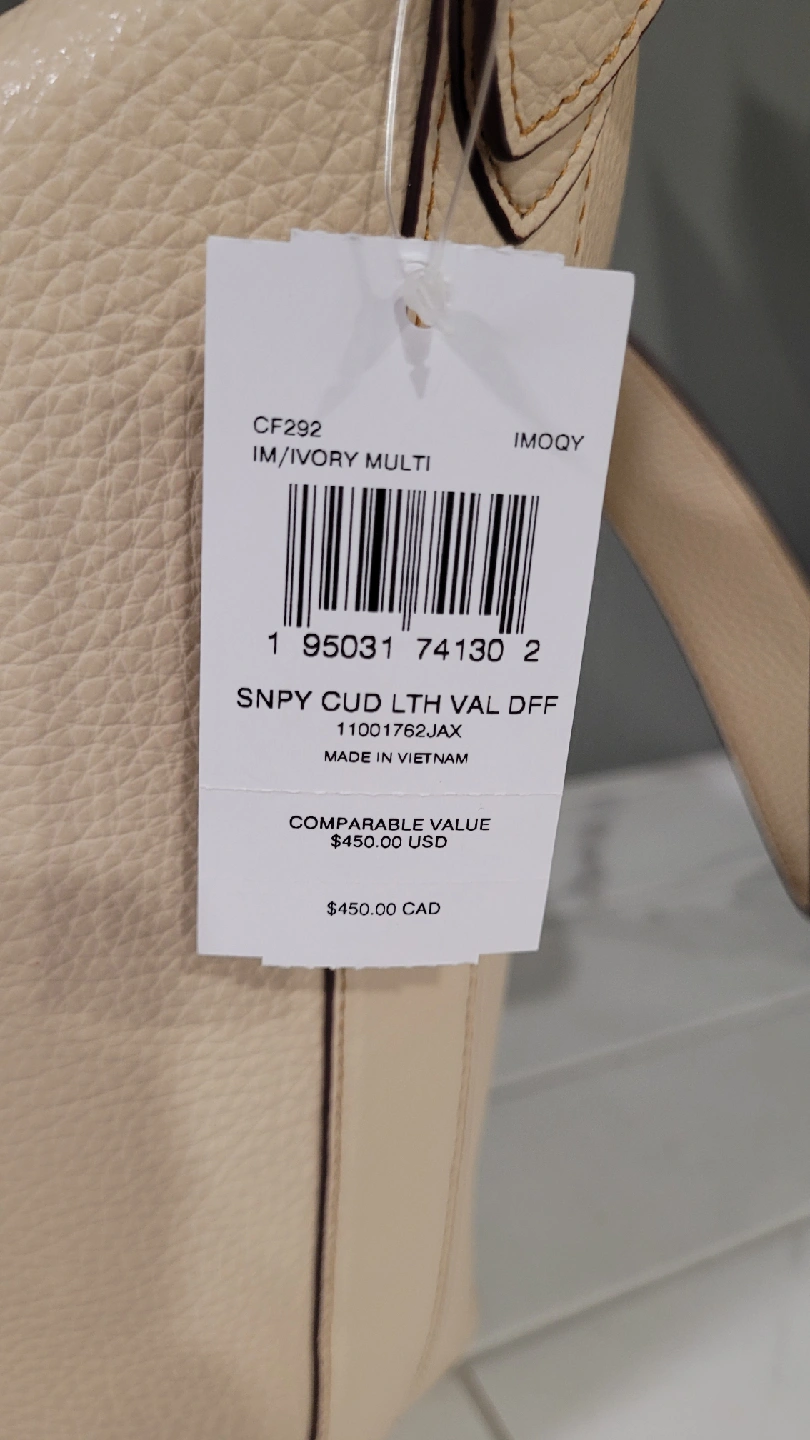 CF292
IMOQY
IM/IVORY MULTI
1 95031 74130 2
SNPY CUD LTH VAL DFF
11001762JAX
MADE IN VIETNAM
COMPARABLE VALUE
$450.00 USD
$450.00 CAD